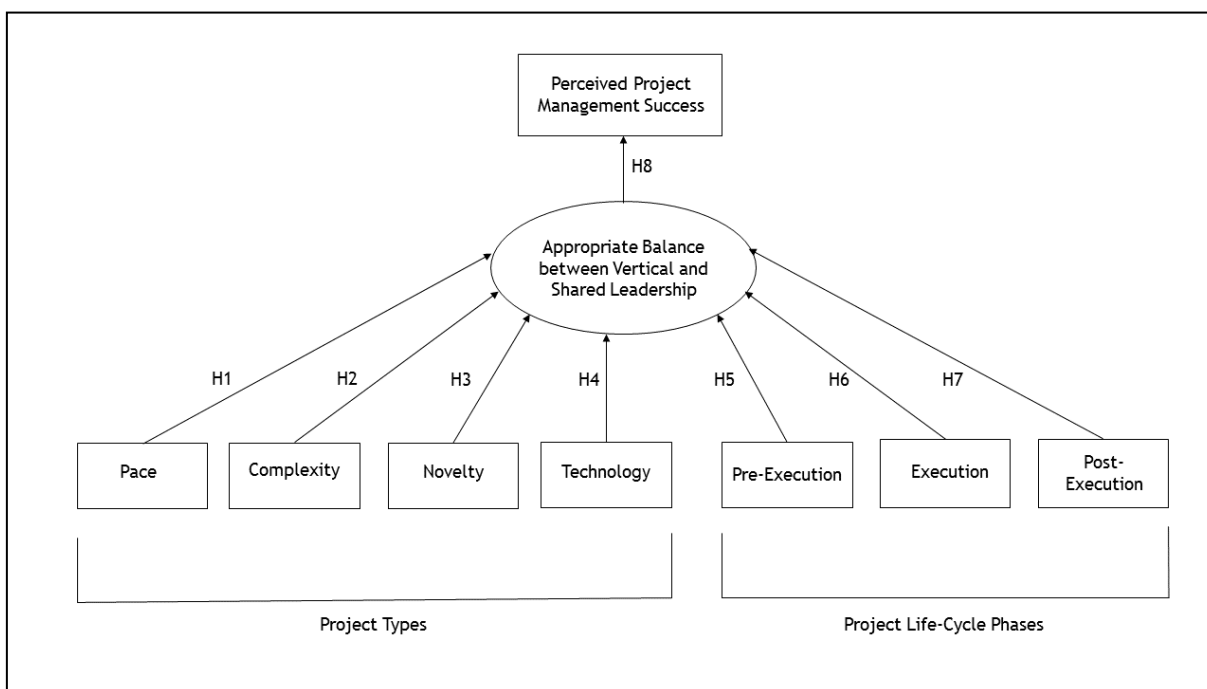 Perceived Project
Management Success
H8
Appropriate Balance
between Vertical and
Shared Leadership
H1
H2
H3
H4
H5
H6
H7
Pace
Complexity
Novelty
Technology
Pre-Execution
Execution
Post-
Execution
Project Types
Project Life-Cycle Phases